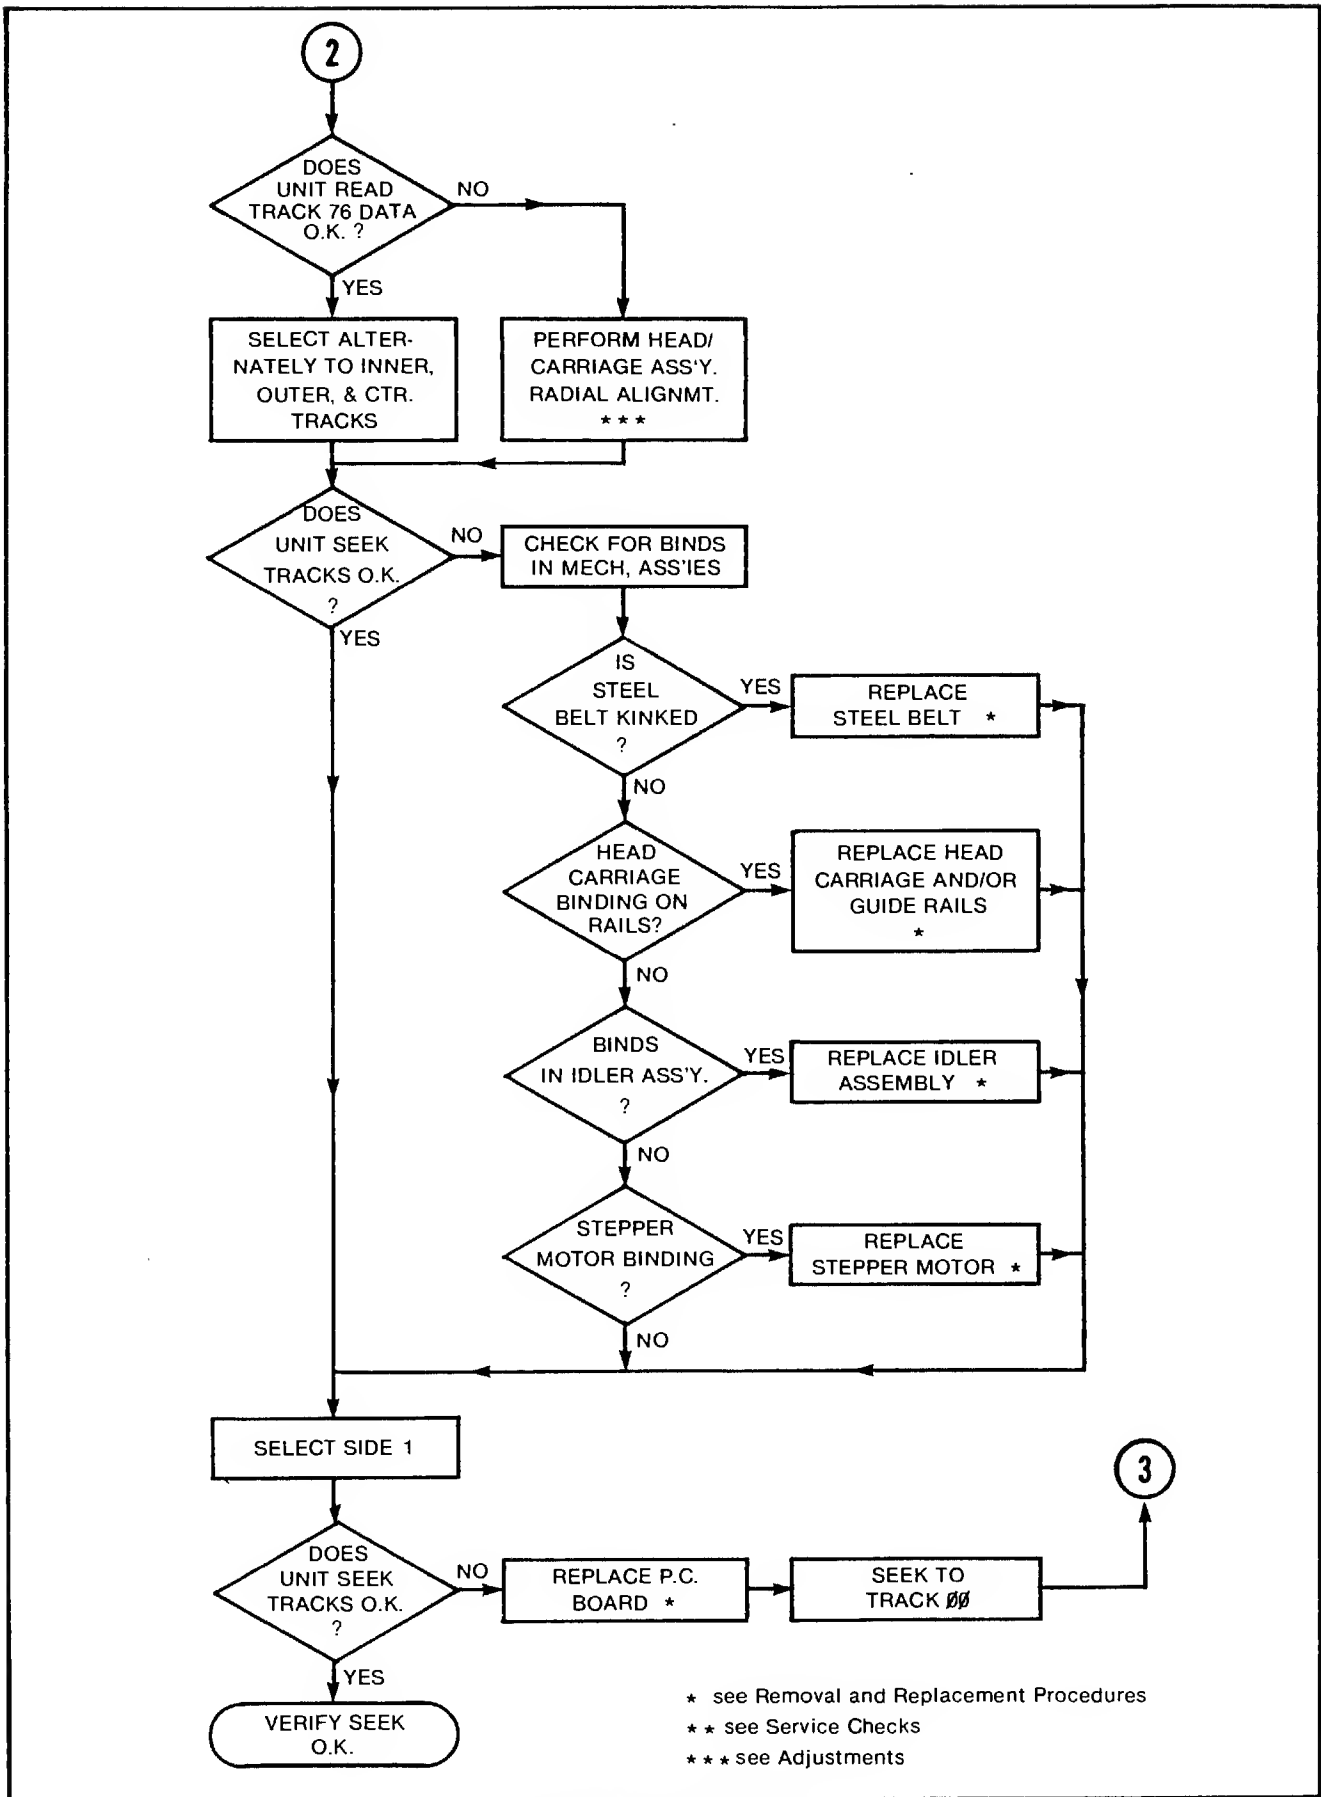 2
DOES
UNIT READ
TRACK 76 DATA
O.K. ?
NO
YES
SELECT ALTER-
NATELY TO INNER,
OUTER, & CTR.
TRACKS
PERFORM HEAD/
CARRIAGE ASS'Y.
RADIAL ALIGNMT.
* * *
DOES
UNIT SEEK
TRACKS O.K.
?
NO
YES
CHECK FOR BINDS
IN MECH, ASS'IES
IS
STEEL
BELT KINKED
?
YES
REPLACE
STEEL BELT *
NO
HEAD
CARRIAGE
BINDING ON
RAILS?
YES
REPLACE HEAD
CARRIAGE AND/OR
GUIDE RAILS
*
NO
BINDS
IN IDLER ASS'Y.
?
YES
REPLACE IDLER
ASSEMBLY *
NO
STEPPER
MOTOR BINDING
?
YES
REPLACE
STEPPER MOTOR *
NO
SELECT SIDE 1
DOES
UNIT SEEK
TRACKS O.K.
?
NO
REPLACE P.C.
BOARD *
SEEK TO
TRACK ØØ
3
YES
VERIFY SEEK
O.K.
* see Removal and Replacement Procedures
* * see Service Checks
* * * see Adjustments